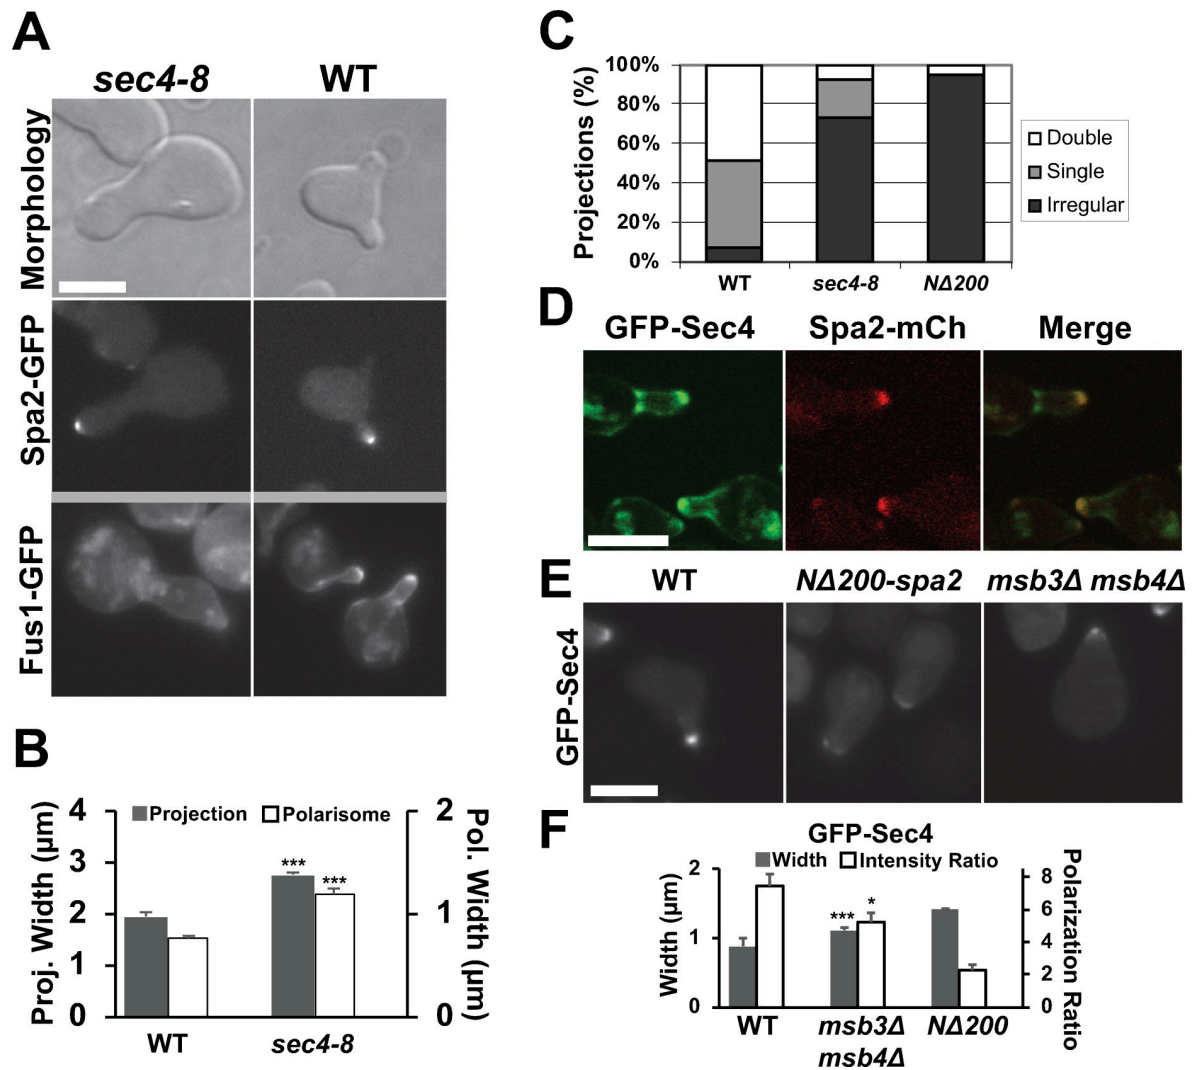 A
sec4-8 WT
Morphology
Spa2-GFP
Fus1-GFP
B
Projection Polarisome
Proj. Width (µm)
4
3
2
1
0
***
***
2
1
0
Pol. Width (µm)
WT sec4-8
C
Projections (%)
100%
80%
60%
40%
20%
0%
WT sec4-8 NΔ200
Double
Single
Irregular
D
GFP-Sec4 Spa2-mCh Merge
E
WT NΔ200-spa2 msb3Δ msb4Δ
GFP-Sec4
F
GFP-Sec4
Width Intensity Ratio
Width (µm)
2
1
0
***
*
8
6
4
2
0
Polarization Ratio
WT msb3Δ NΔ200
msb4Δ